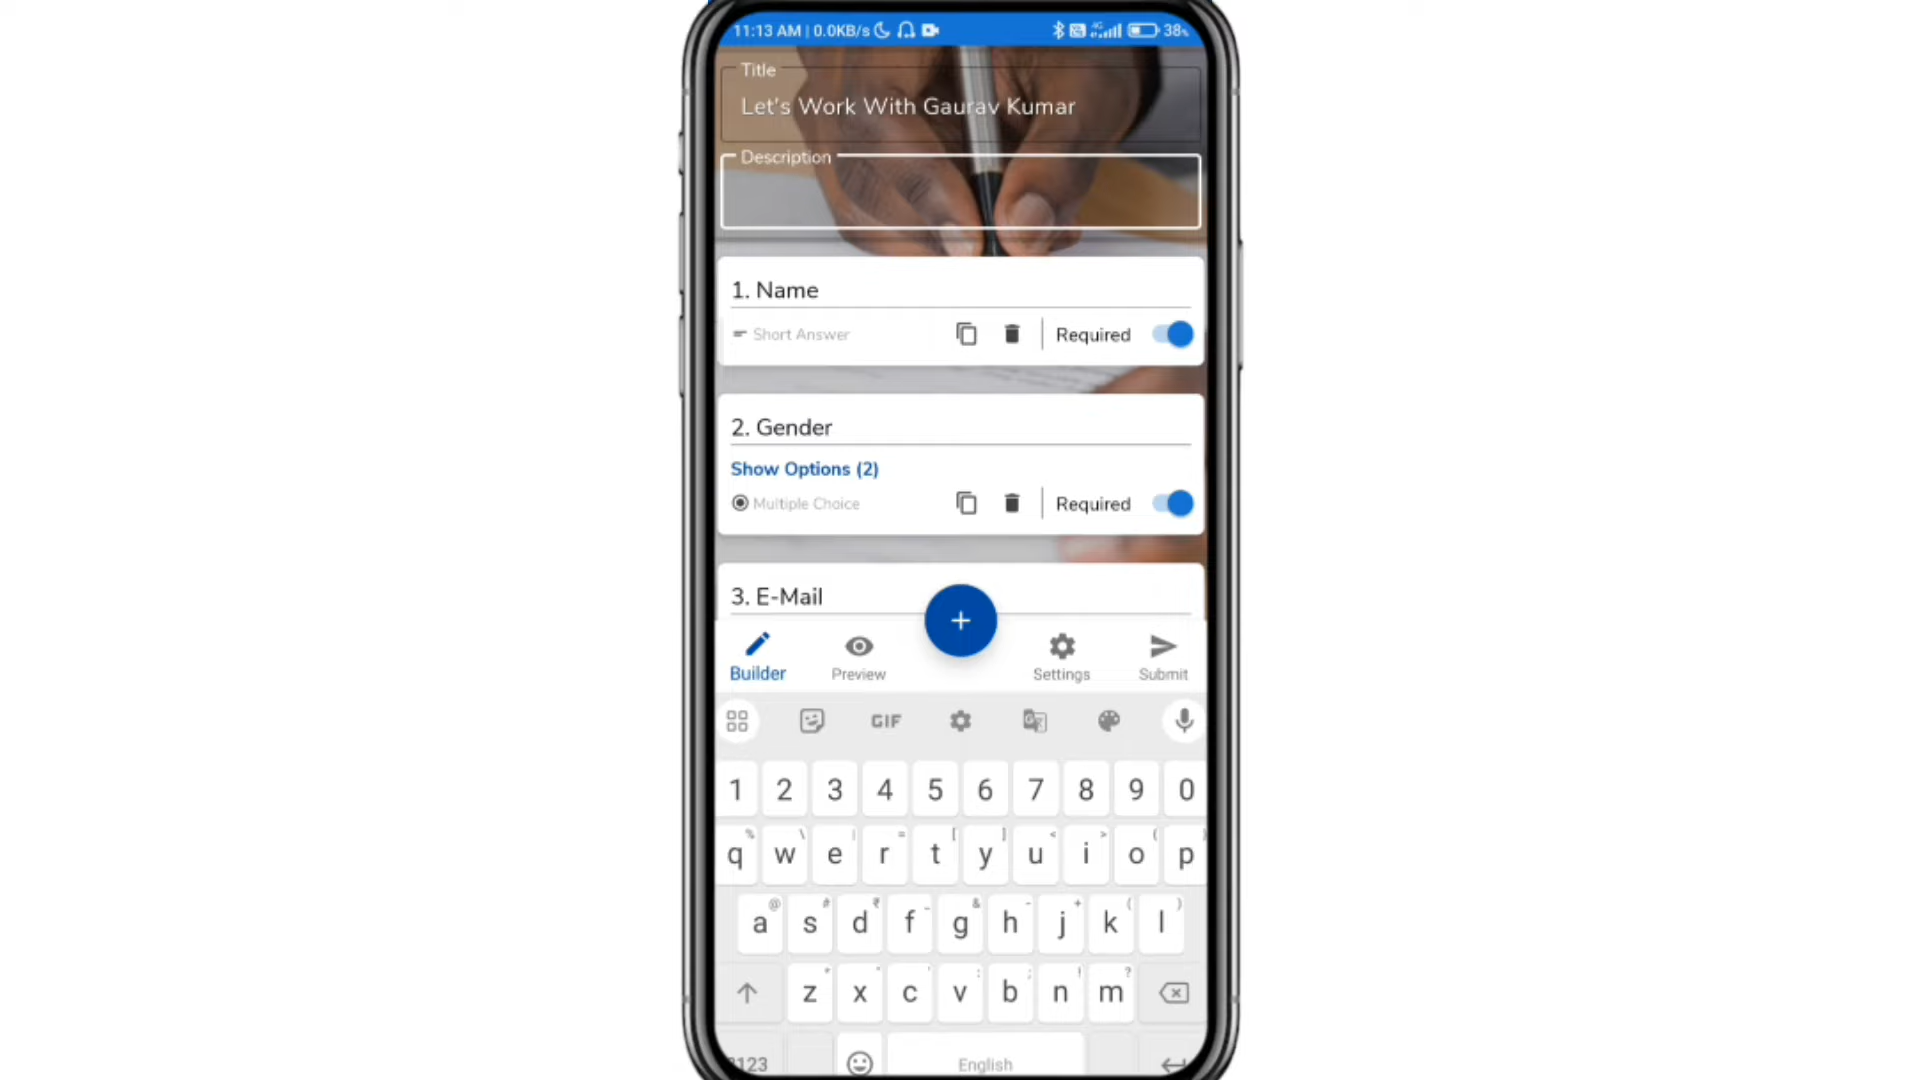 11:13 AM | 0.0KB/s 4G 38%
Title
Let's Work With Gaurav Kumar
Description
1. Name
Short Answer Required
2. Gender
Show Options (2)
Multiple Choice Required
3. E-Mail
+
Builder Preview Settings Submit
GIF
1 2 3 4 5 6 7 8 9 0
% \ | = [ ] < > ( )
q w e r t y u i o p
@ # ₹ _ & - + ( )
a s d f g h j k l
* " ' : ; ! ?
z x c v b n m
?123 English